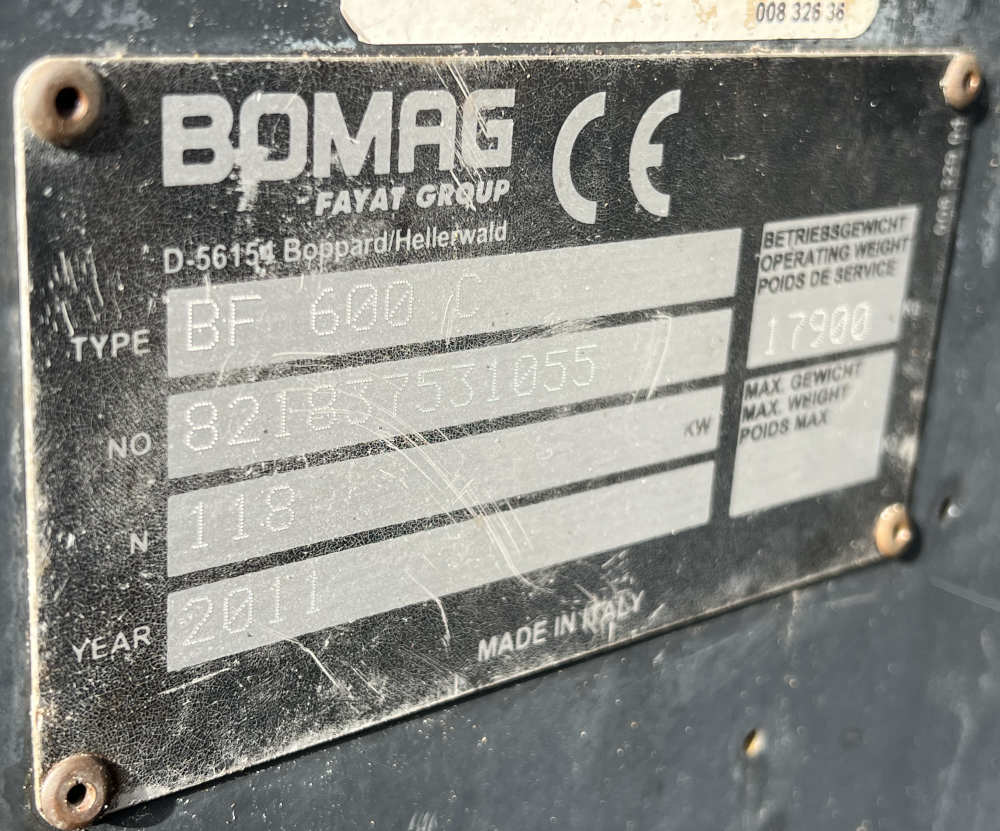 008 326 36
BOMAG
FAYAT GROUP
CE
D-56154 Boppard/Hellerwald
TYPE BF 600 C
NO 821837531055
N 118 KW
YEAR 2011
BETRIEBSGEWICHT
OPERATING WEIGHT
POIDS DE SERVICE
17900 KG
MAX. GEWICHT
MAX. WEIGHT
POIDS MAX
MADE IN ITALY